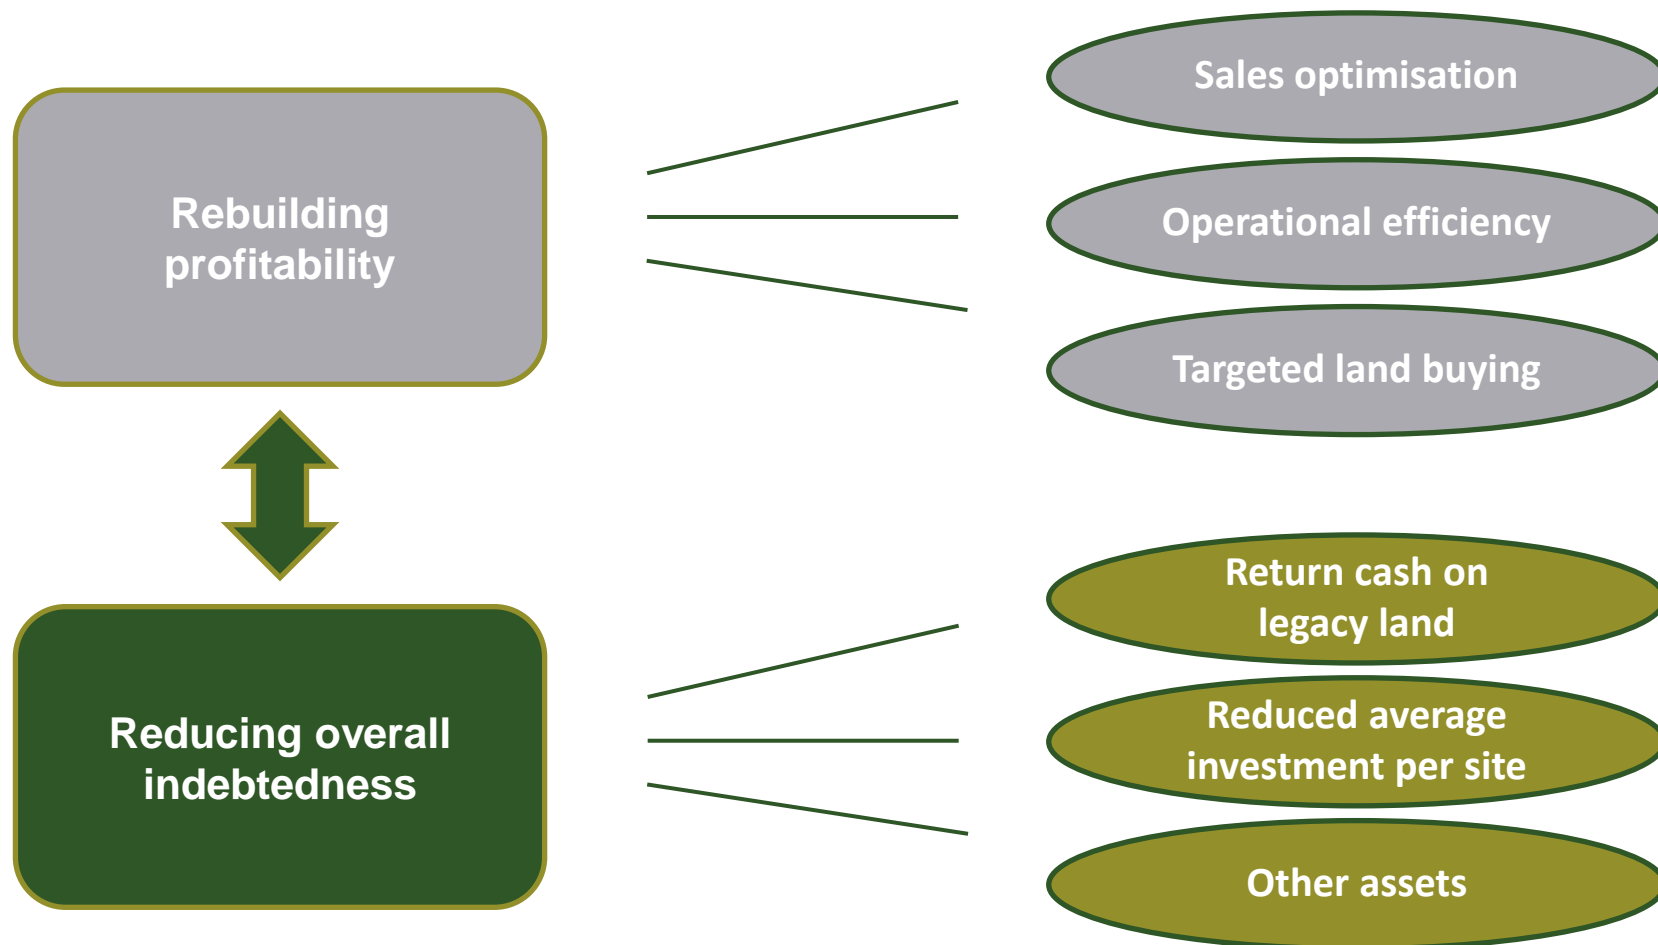 Rebuilding
profitability
Sales optimisation
Operational efficiency
Targeted land buying
Reducing overall
indebtedness
Return cash on
legacy land
Reduced average
investment per site
Other assets